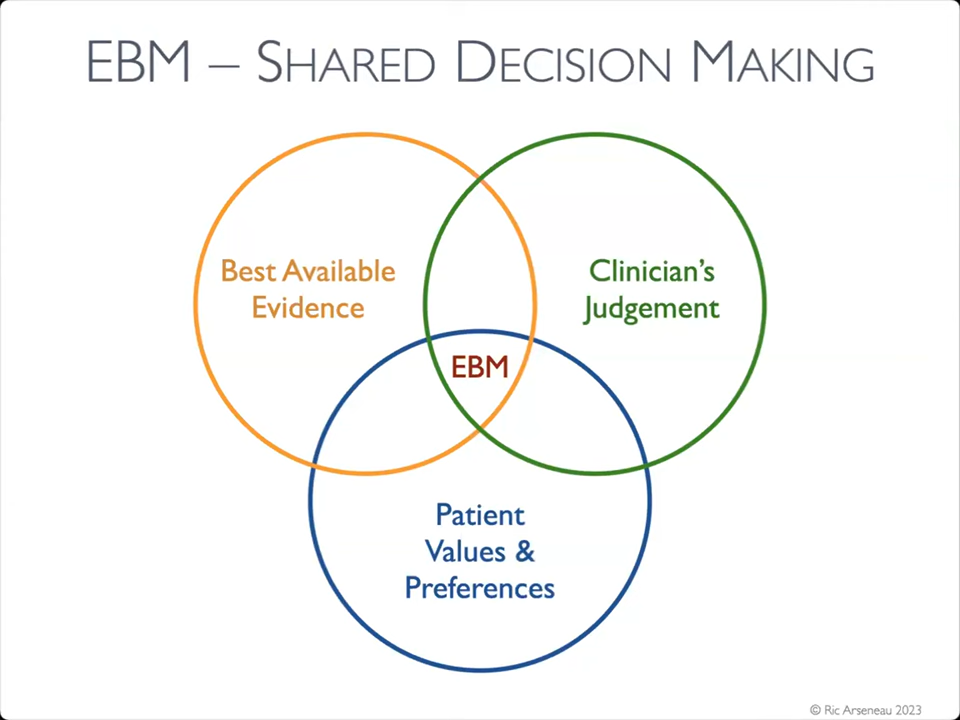 EBM – SHARED DECISION MAKING
Best Available
Evidence
Clinician's
Judgement
EBM
Patient
Values &
Preferences
© Ric Arseneau 2023